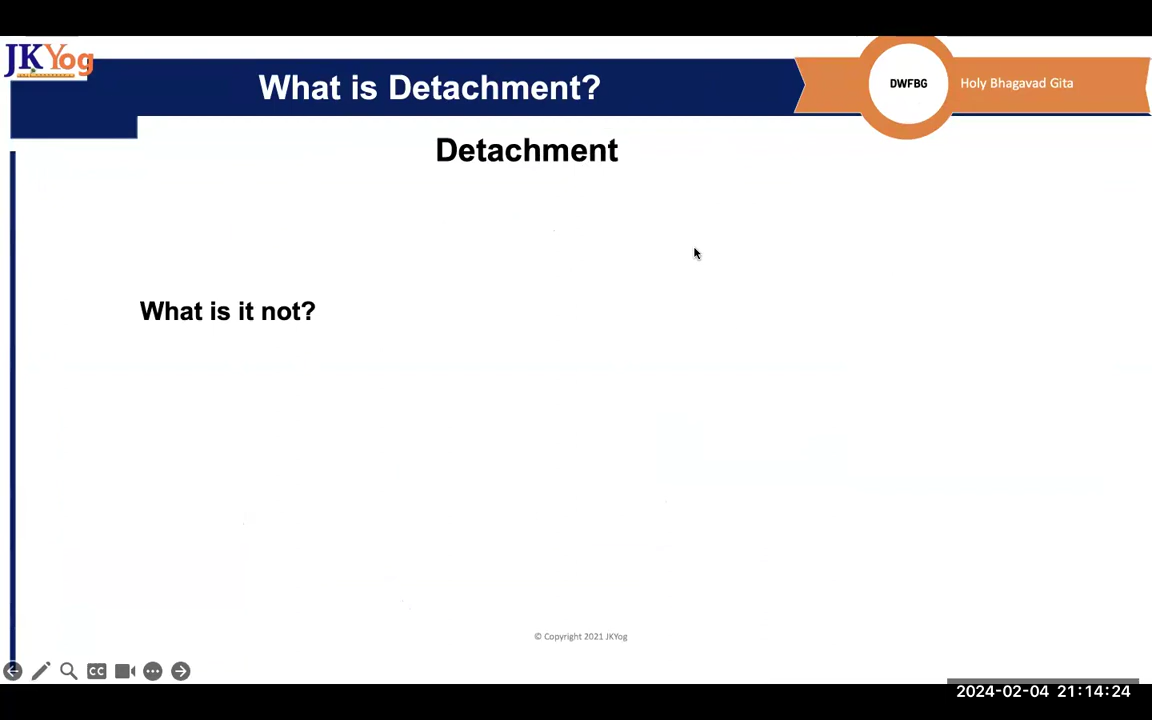 JKYog
What is Detachment?
DWFBG
Holy Bhagavad Gita
Detachment
What is it not?
© Copyright 2021 JKYog
CC
2024-02-04 21:14:24